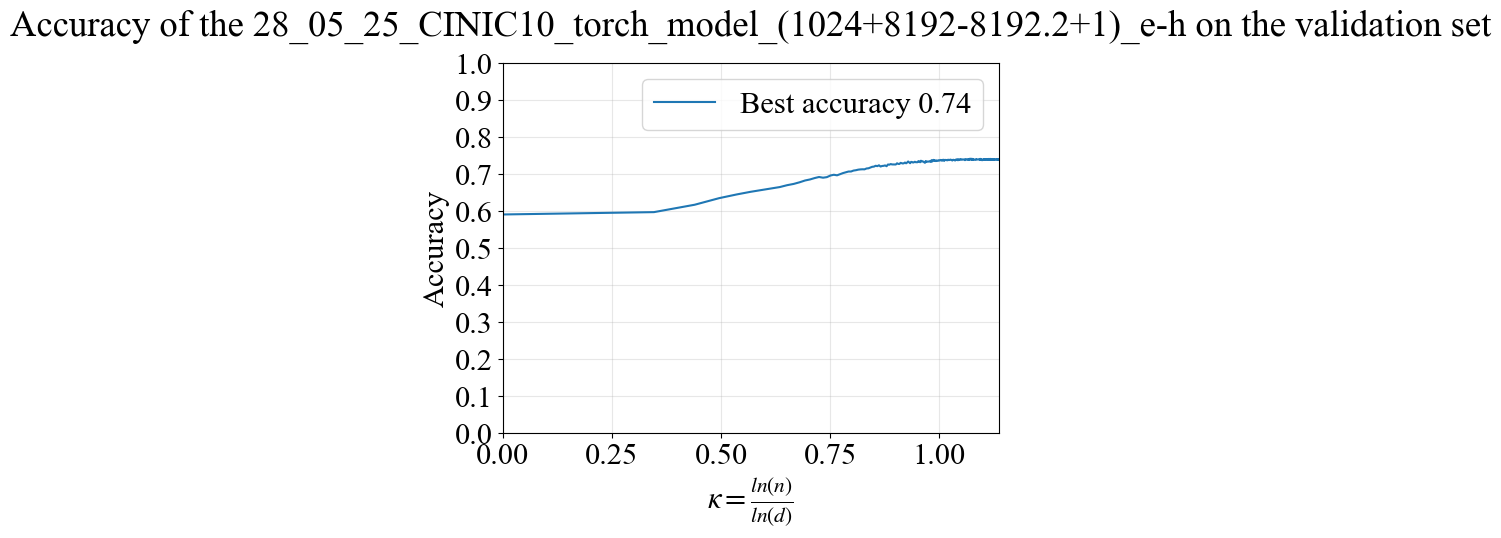 Accuracy of the 28_05_25_CINIC10_torch_model_(1024+8192-8192.2+1)_e-h on the validation set
Best accuracy 0.74
Accuracy
1.0
0.9
0.8
0.7
0.6
0.5
0.4
0.3
0.2
0.1
0.0
0.00 0.25 0.50 0.75 1.00
κ = ln(n) / ln(d)